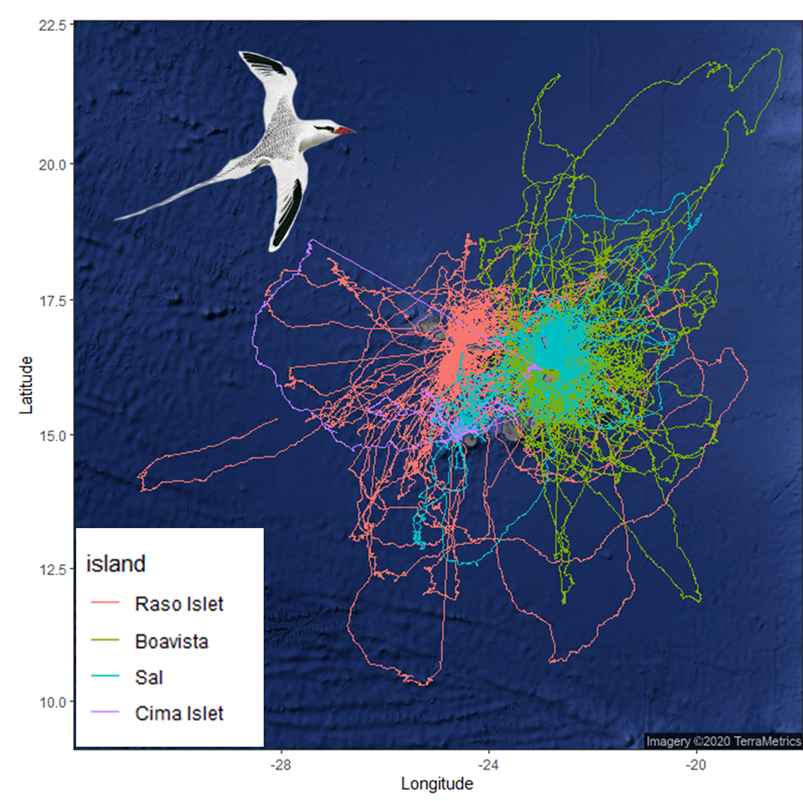 22.5
20.0
17.5
15.0
12.5
10.0
Latitude
island
Raso Islet
Boavista
Sal
Cima Islet
Imagery ©2020 TerraMetrics
-28
-24
-20
Longitude